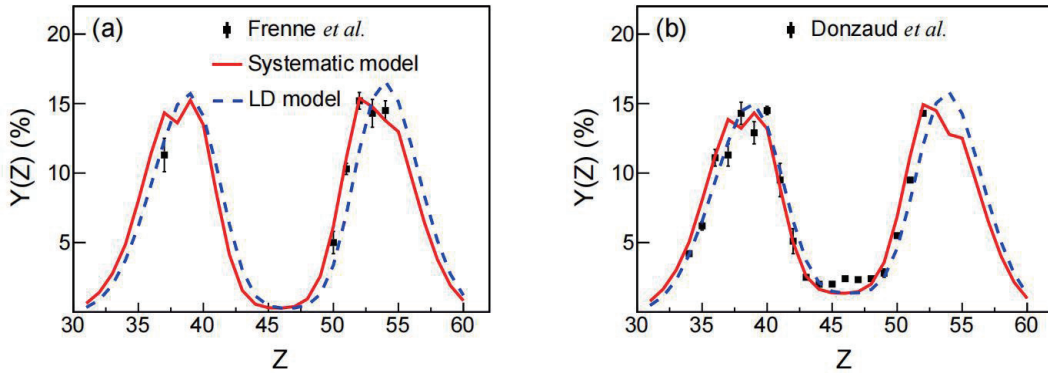 (a)
Frenne et al.
Systematic model
LD model
20
15
10
5
Y(Z) (%)
30 35 40 45 50 55 60
Z
(b)
Donzaud et al.
20
15
10
5
Y(Z) (%)
30 35 40 45 50 55 60
Z